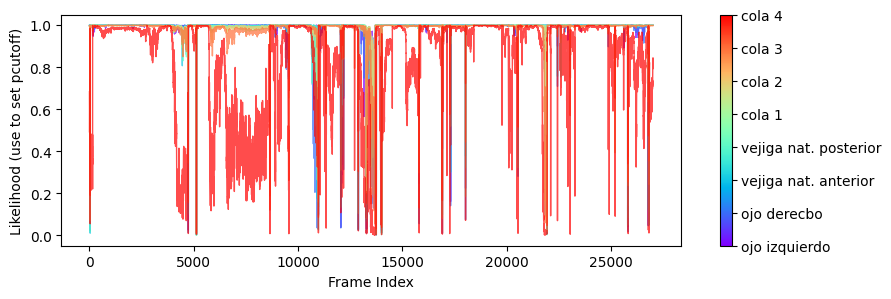 Likelihood (use to set pcutoff)
1.0
0.8
0.6
0.4
0.2
0.0
0
5000
10000
15000
20000
25000
Frame Index
cola 4
cola 3
cola 2
cola 1
vejiga nat. posterior
vejiga nat. anterior
ojo derecbo
ojo izquierdo